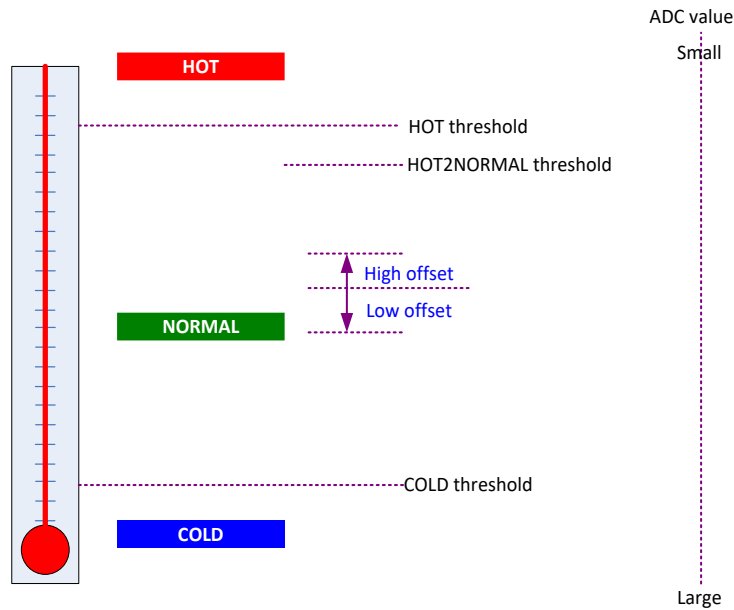 ADC value
Small
HOT
HOT threshold
HOT2NORMAL threshold
High offset
Low offset
NORMAL
COLD threshold
COLD
Large